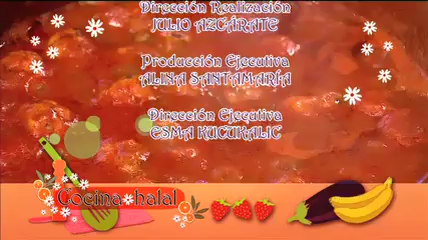 Dirección Realización
JULIO AZCÁRATE
Producción Ejecutiva
ALINA SANTAMARÍA
Dirección Ejecutiva
ESMA KUCUKALIC
Cocina halal